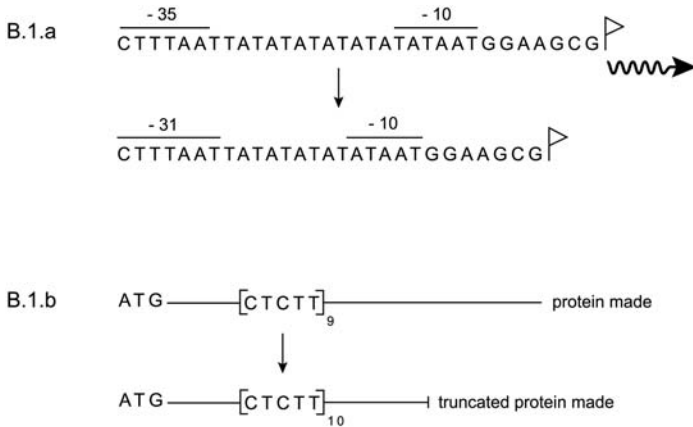 - 35 - 10
B.1.a CTTTAATTATATATATATATATAATGGAAGCG
- 31 - 10
CTTTAATTATATATATATAATGGAAGCG
B.1.b ATG [CTCTT]9 protein made
ATG [CTCTT]10 truncated protein made